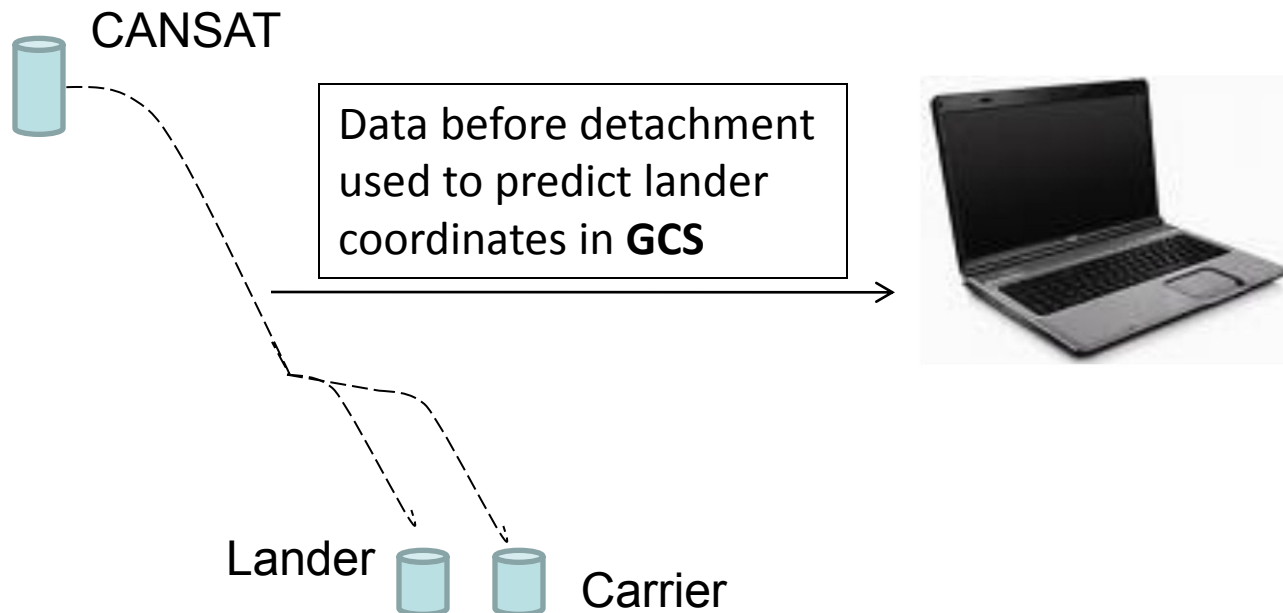 CANSAT
Data before detachment
used to predict lander
coordinates in GCS
Lander
Carrier